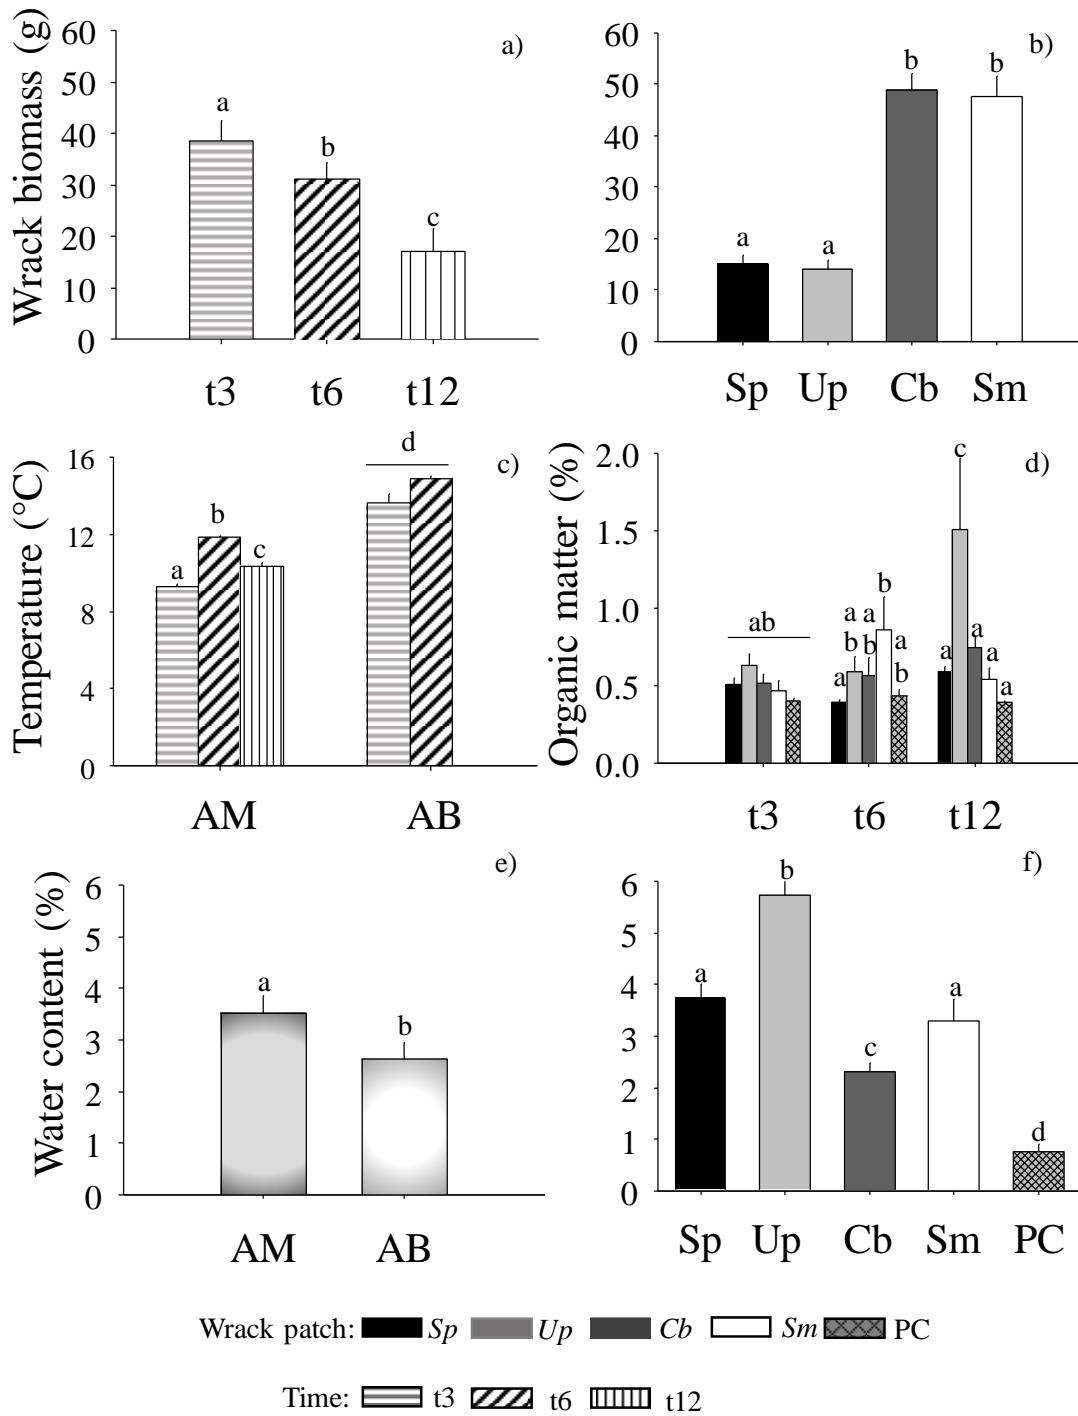 Wrack biomass (g)
60
50
40
30
20
10
0
a)
a
b
c
t3 t6 t12
60
50
40
30
20
10
0
b)
a
a
b
b
Sp Up Cb Sm
Temperature (°C)
16
12
8
4
0
c)
a
b
c
d
AM AB
Organic matter (%)
2.0
1.5
1.0
0.5
0.0
d)
ab
a
a
b
a
b
b
a
b
a
c
a
a
a
t3 t6 t12
Water content (%)
6
5
4
3
2
1
0
e)
a
b
AM AB
6
5
4
3
2
1
0
f)
a
b
c
a
d
Sp Up Cb Sm PC
Wrack patch: Sp Up Cb Sm PC
Time: t3 t6 t12